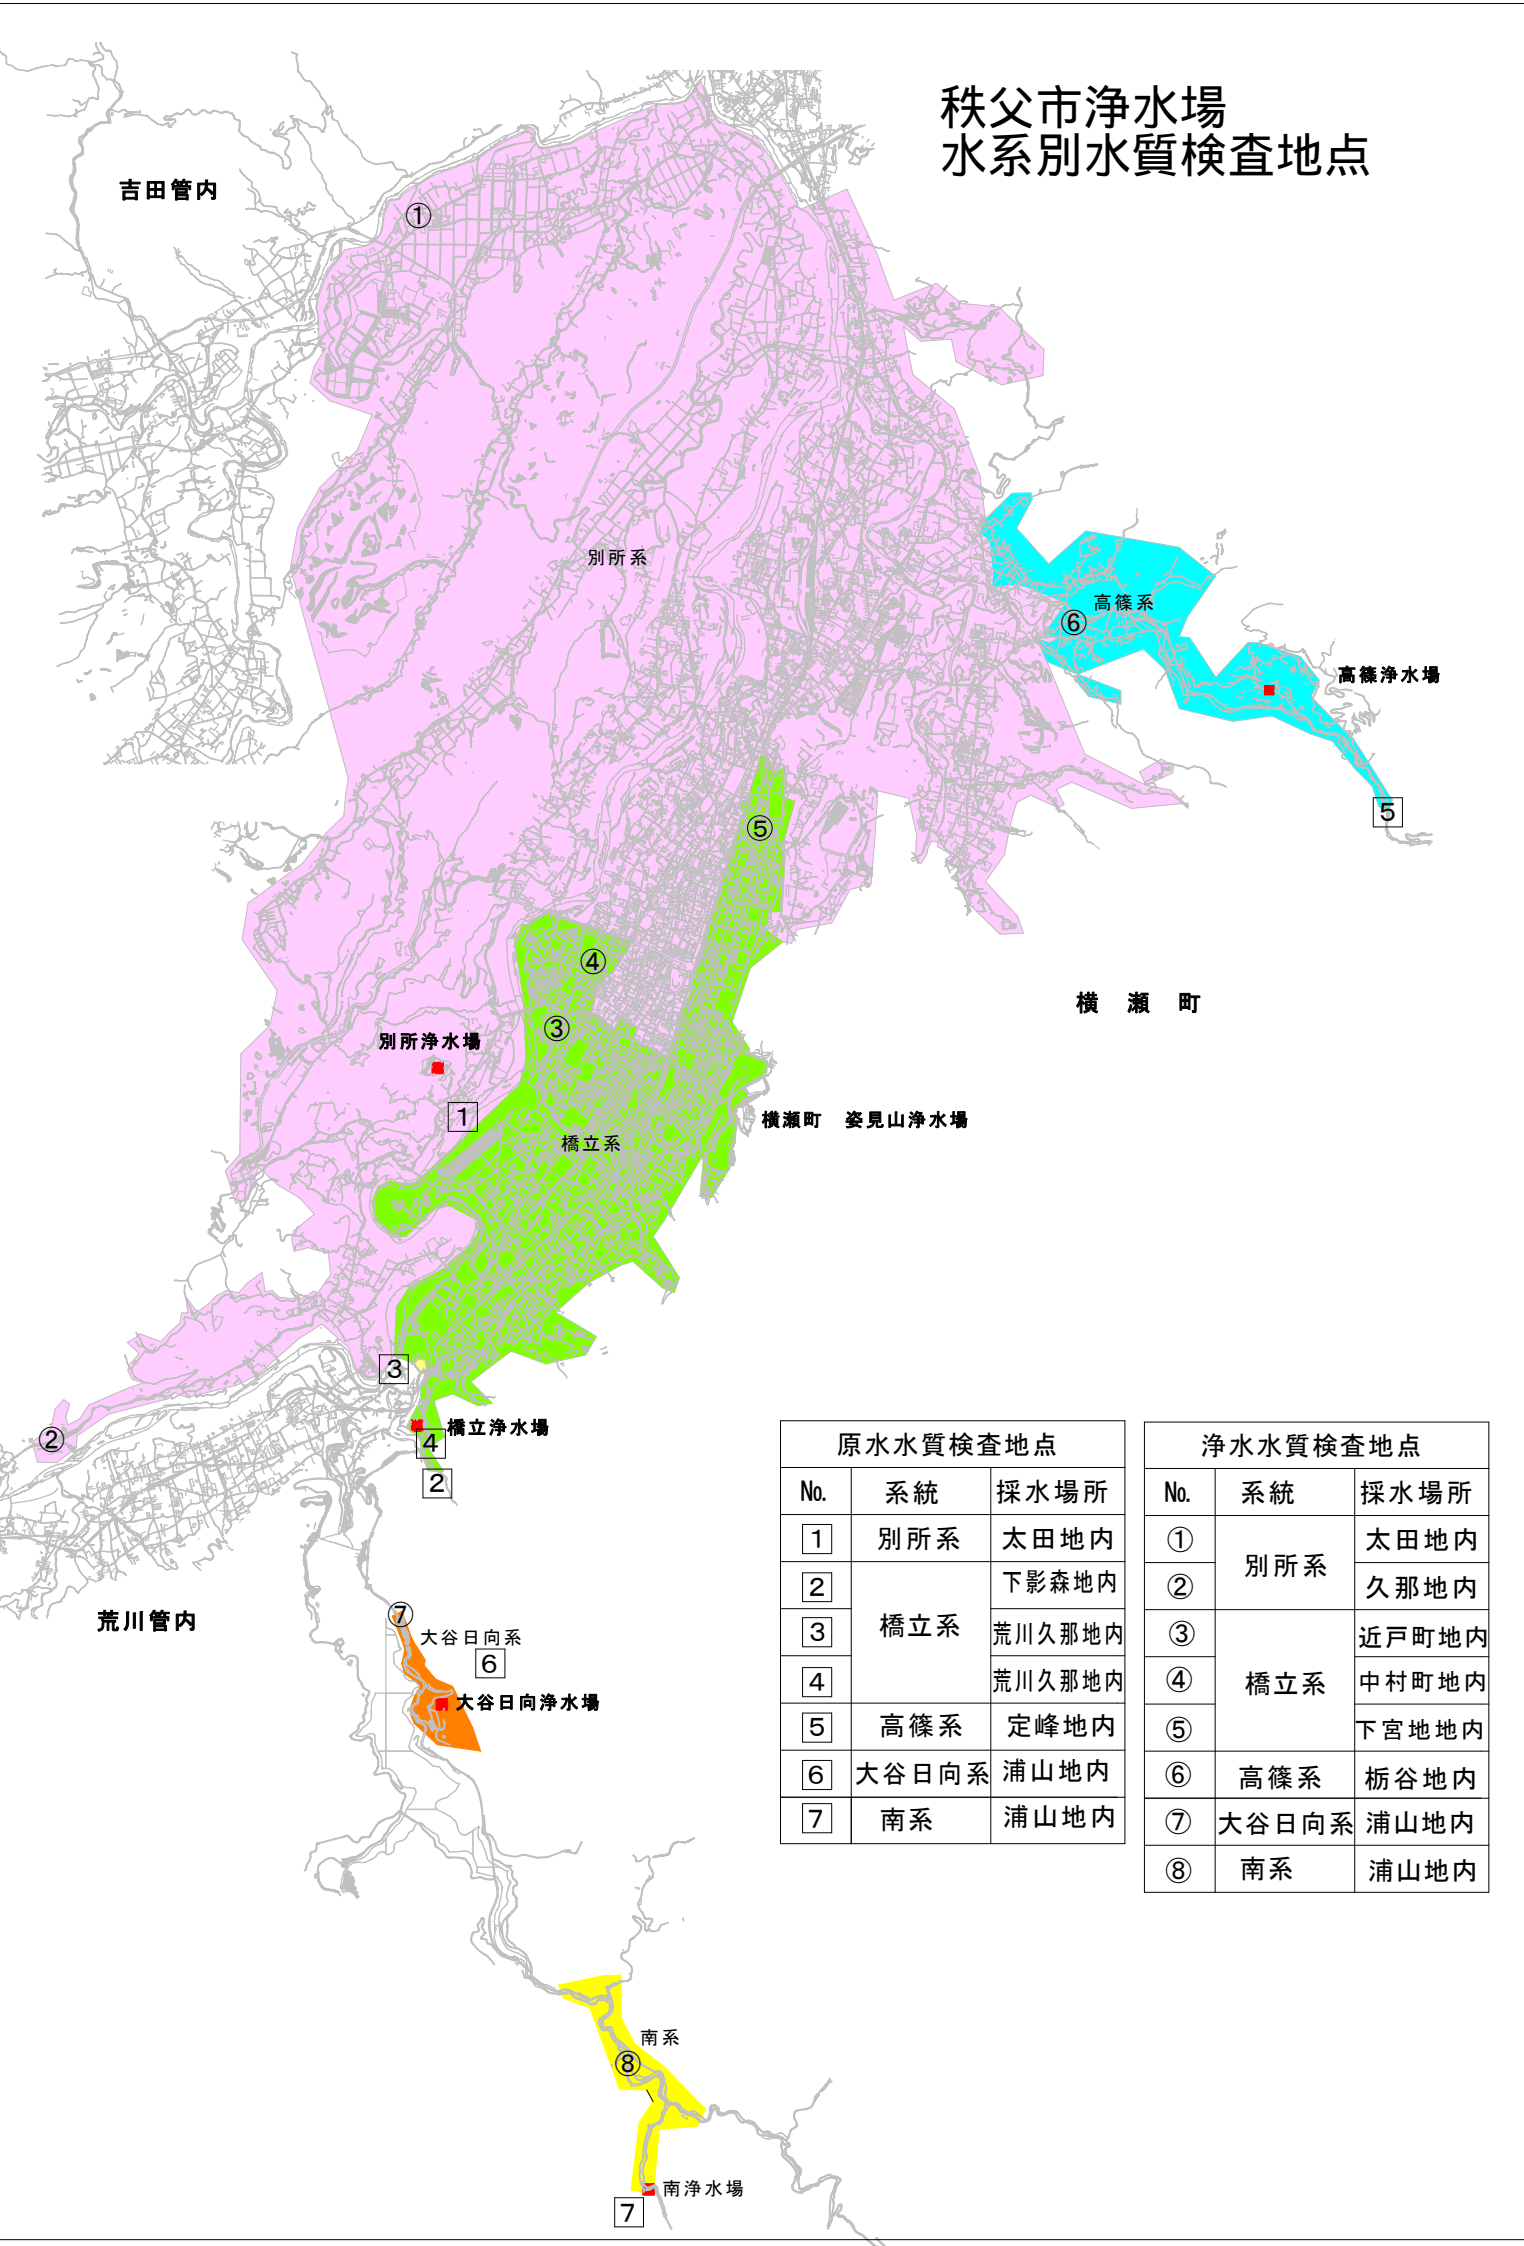 秩父市浄水場
水系別水質検査地点
吉田管内
①
別所系
高篠系
⑥
高篠浄水場
5
⑤
④
③
横 瀬 町
別所浄水場
1
横瀬町 姿見山浄水場
橋立系
3
②
橋立浄水場
4
2
荒川管内
⑦
大谷日向系
6
大谷日向浄水場
南系
⑧
南浄水場
7
原水水質検査地点
No. 系統 採水場所
1 別所系 太田地内
2 橋立系 下影森地内
3 荒川久那地内
4 荒川久那地内
5 高篠系 定峰地内
6 大谷日向系 浦山地内
7 南系 浦山地内
浄水水質検査地点
No. 系統 採水場所
① 別所系 太田地内
② 久那地内
③ 橋立系 近戸町地内
④ 中村町地内
⑤ 下宮地地内
⑥ 高篠系 栃谷地内
⑦ 大谷日向系 浦山地内
⑧ 南系 浦山地内